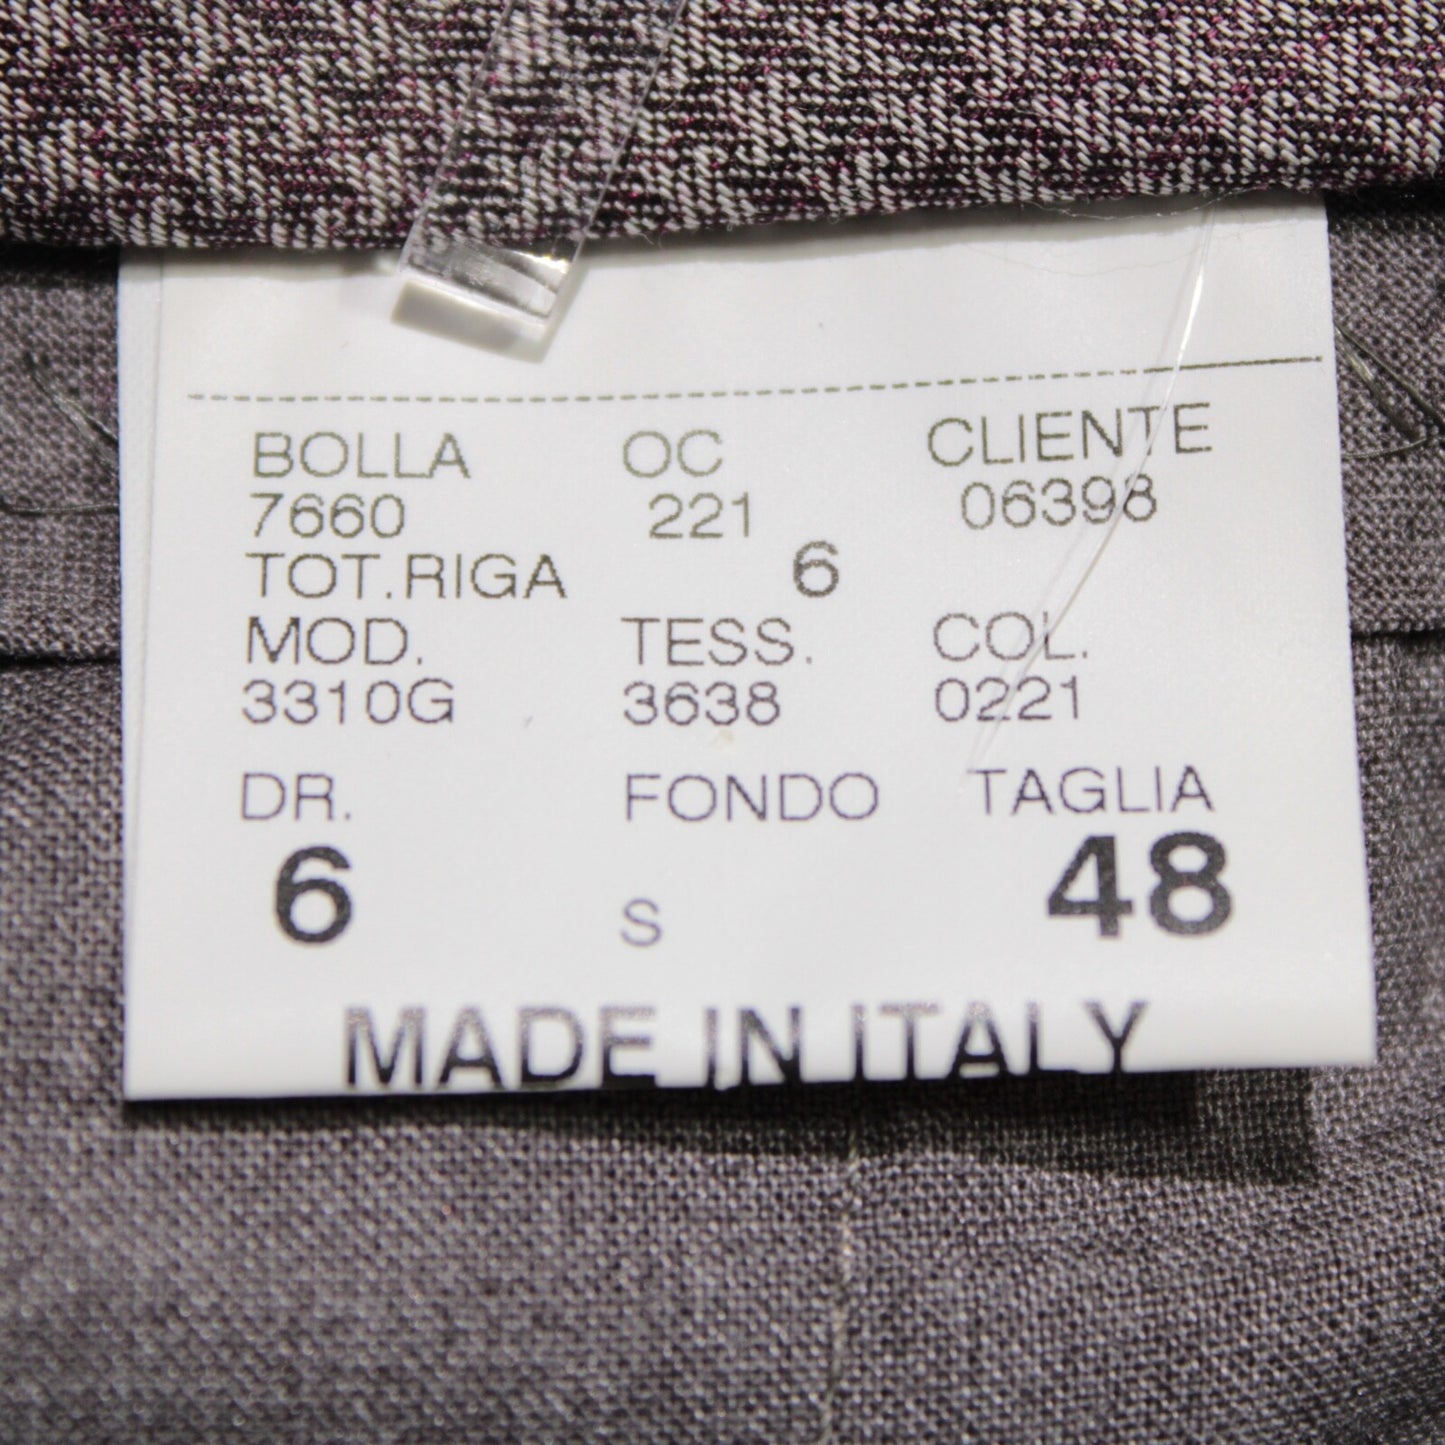 BOLLA OC CLIENTE
7660 221 06398
TOT.RIGA 6
MOD. TESS. COL.
3310G 3638 0221
DR. FONDO TAGLIA
6 S 48
MADE IN ITALY